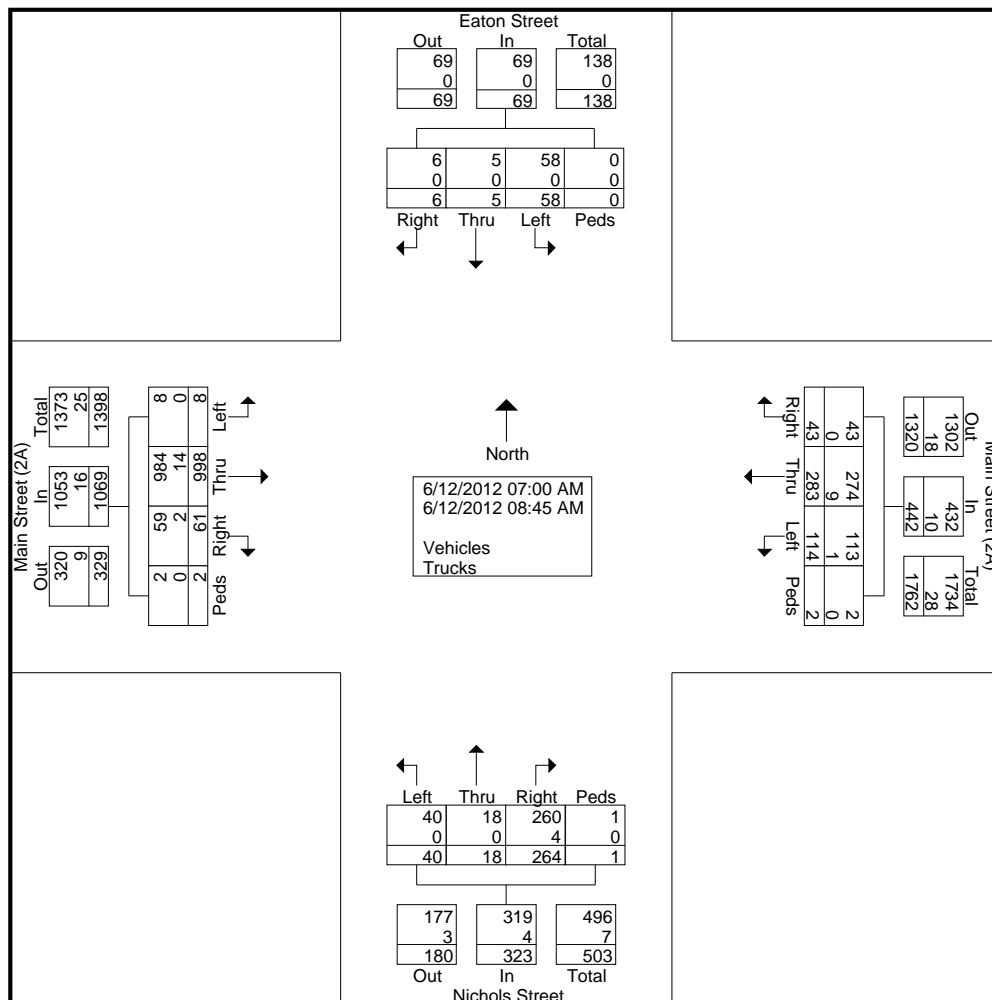 Eaton Street
Out In Total
69 69 138
0 0 0
69 69 138
6 5 58 0
0 0 0 0
6 5 58 0
Right Thru Left Peds
Main Street (2A)
Total In Out
1373 1053 320
25 16 9
1398 1069 329
8 984 59 2
0 14 2 0
8 998 61 2
Left Thru Right Peds
North
6/12/2012 07:00 AM
6/12/2012 08:45 AM
Vehicles
Trucks
Right Thru Left Peds
43 283 114 2
0 9 1 0
43 274 113 2
1320 442 1762
18 10 28
1302 432 1734
Out In Total
Main Street (2A)
Left Thru Right Peds
40 18 260 1
0 0 4 0
40 18 264 1
177 319 496
3 4 7
180 323 503
Out In Total
Nichols Street